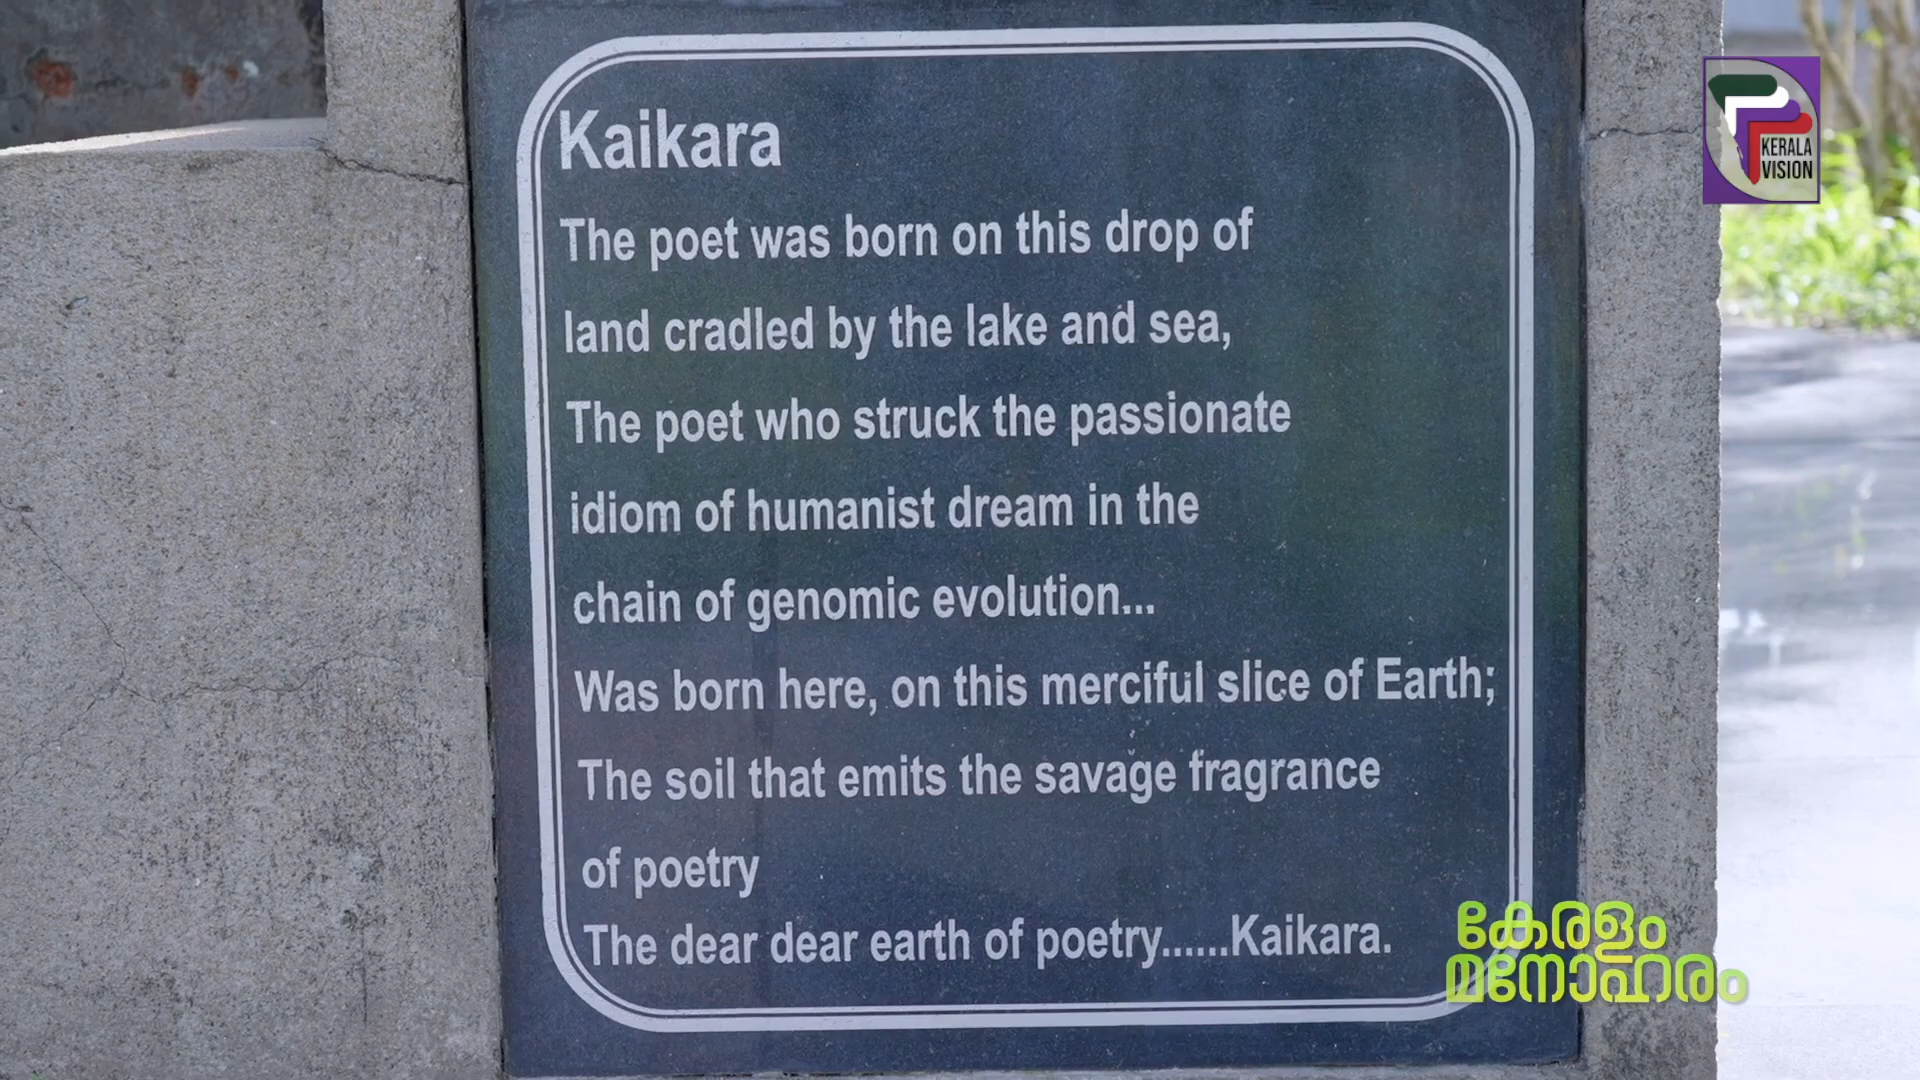 Kaikara
The poet was born on this drop of
land cradled by the lake and sea,
The poet who struck the passionate
idiom of humanist dream in the
chain of genomic evolution...
Was born here, on this merciful slice of Earth;
The soil that emits the savage fragrance
of poetry
The dear dear earth of poetry......Kaikara.
KERALA
VISION
കേരളം
മനോഹരം